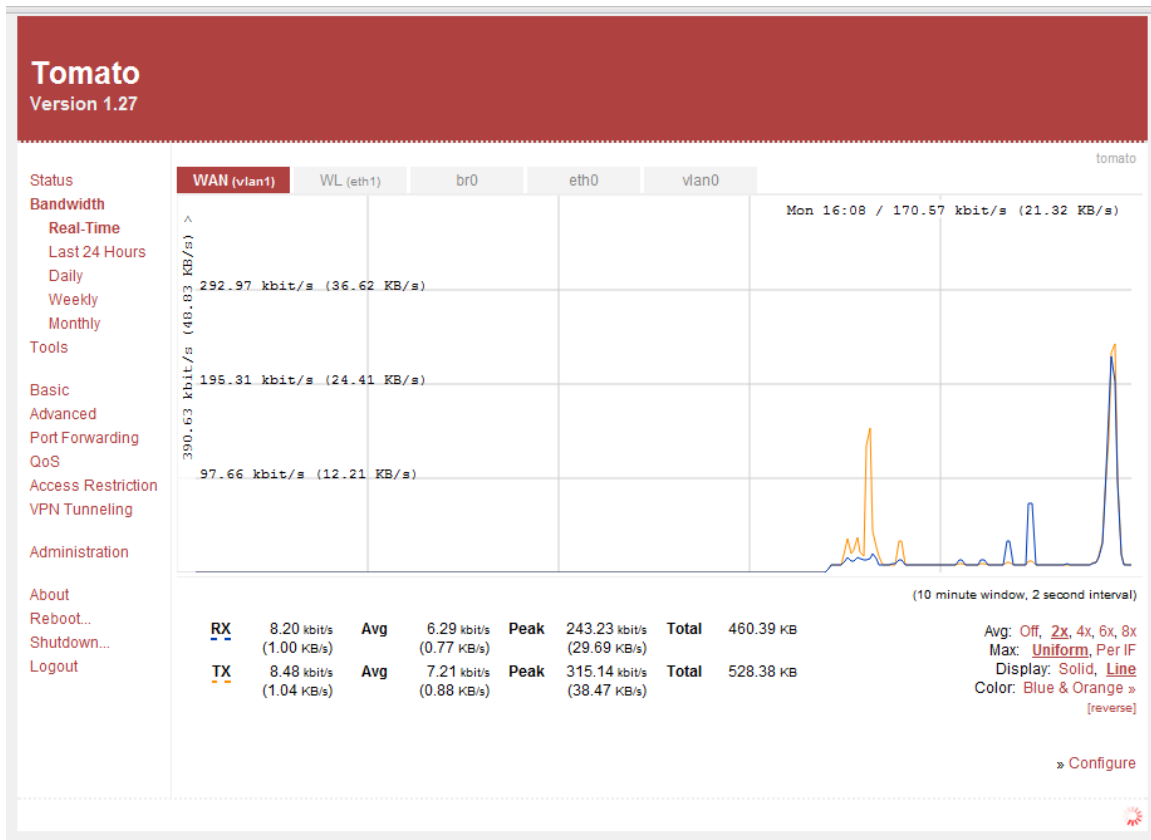 Tomato
Version 1.27
tomato
Status
Bandwidth
Real-Time
Last 24 Hours
Daily
Weekly
Monthly
Tools
Basic
Advanced
Port Forwarding
QoS
Access Restriction
VPN Tunneling
Administration
About
Reboot...
Shutdown...
Logout
WAN (vlan1) WL (eth1) br0 eth0 vlan0
Mon 16:08 / 170.57 kbit/s (21.32 KB/s)
390.63 kbit/s (48.83 KB/s) >
292.97 kbit/s (36.62 KB/s)
195.31 kbit/s (24.41 KB/s)
97.66 kbit/s (12.21 KB/s)
(10 minute window, 2 second interval)
RX 8.20 kbit/s Avg 6.29 kbit/s Peak 243.23 kbit/s Total 460.39 KB
(1.00 KB/s) (0.77 KB/s) (29.69 KB/s)
TX 8.48 kbit/s Avg 7.21 kbit/s Peak 315.14 kbit/s Total 528.38 KB
(1.04 KB/s) (0.88 KB/s) (38.47 KB/s)
Avg: Off, 2x, 4x, 6x, 8x
Max: Uniform, Per IF
Display: Solid, Line
Color: Blue & Orange »
[reverse]
» Configure